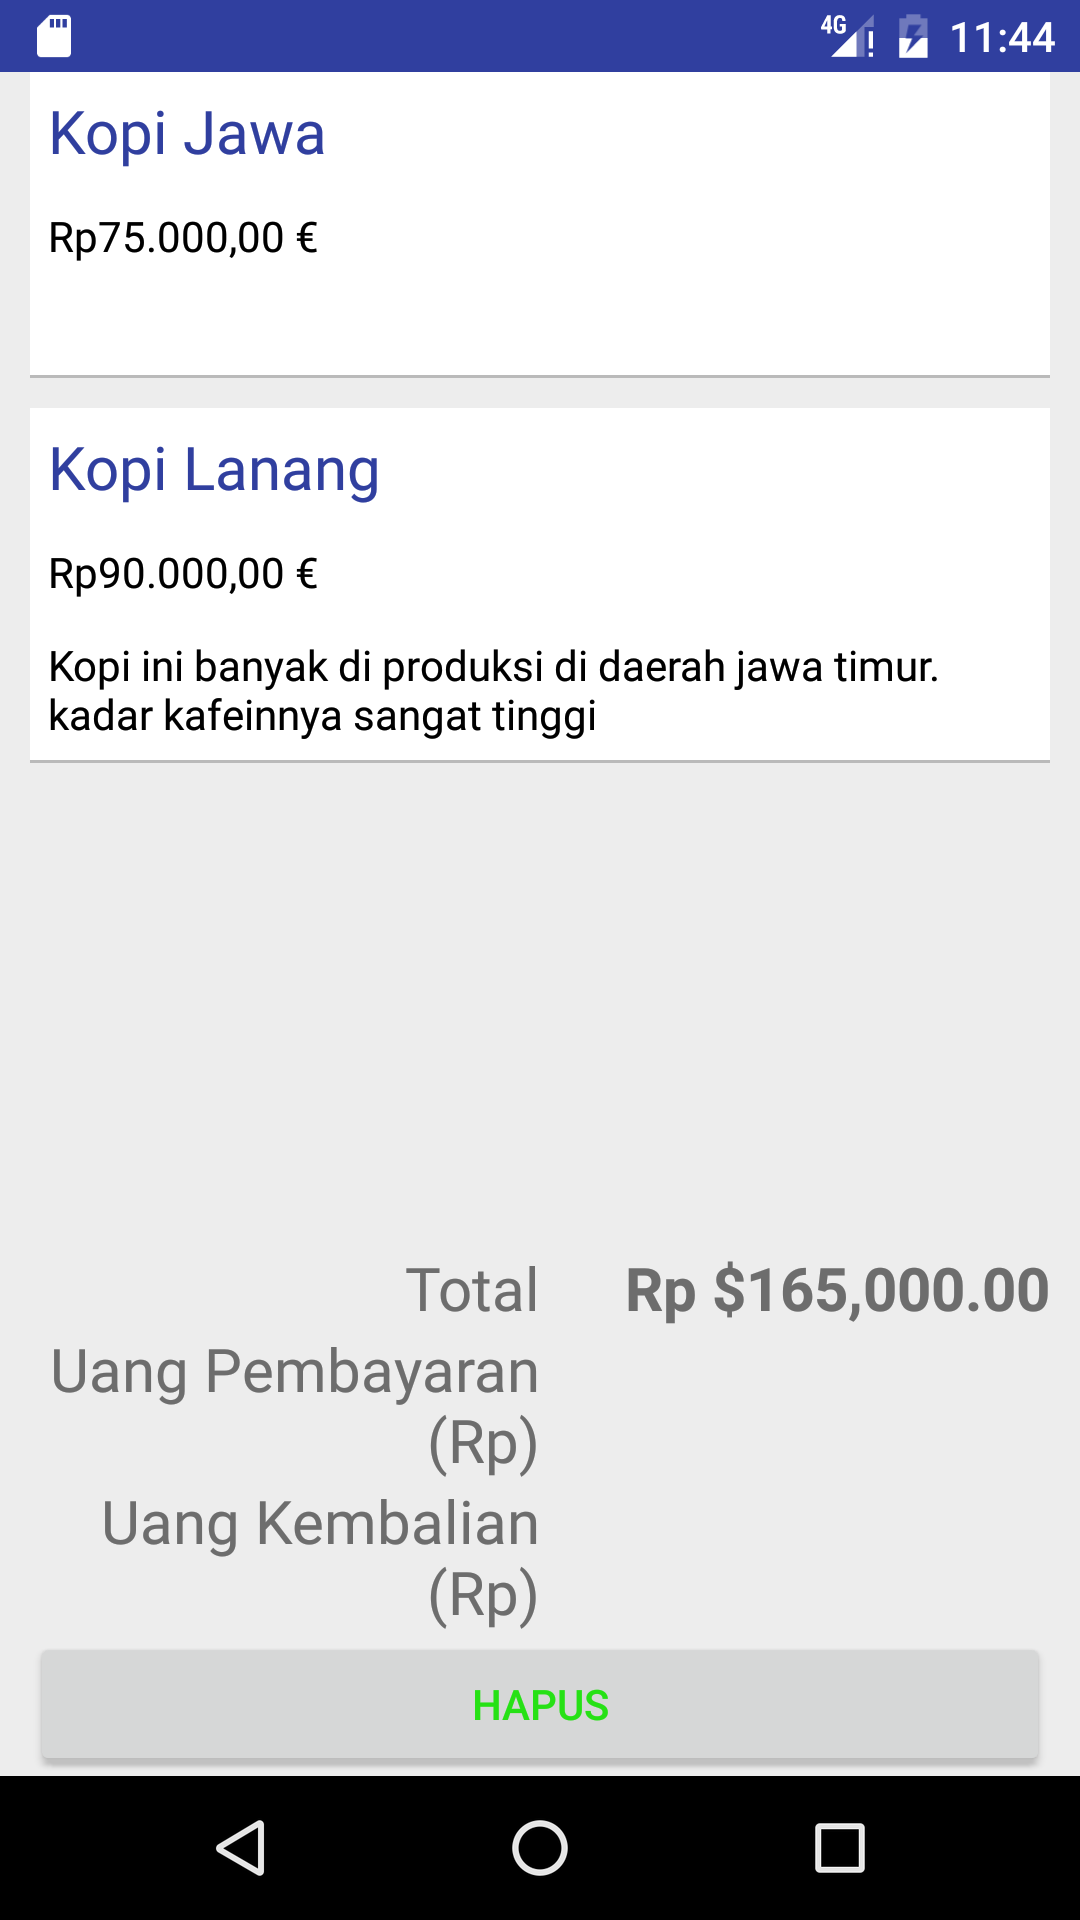 4G 11:44
Kopi Jawa
Rp75.000,00 €
Kopi Lanang
Rp90.000,00 €
Kopi ini banyak di produksi di daerah jawa timur.
kadar kafeinnya sangat tinggi
Total Rp $165,000.00
Uang Pembayaran
(Rp)
Uang Kembalian
(Rp)
HAPUS